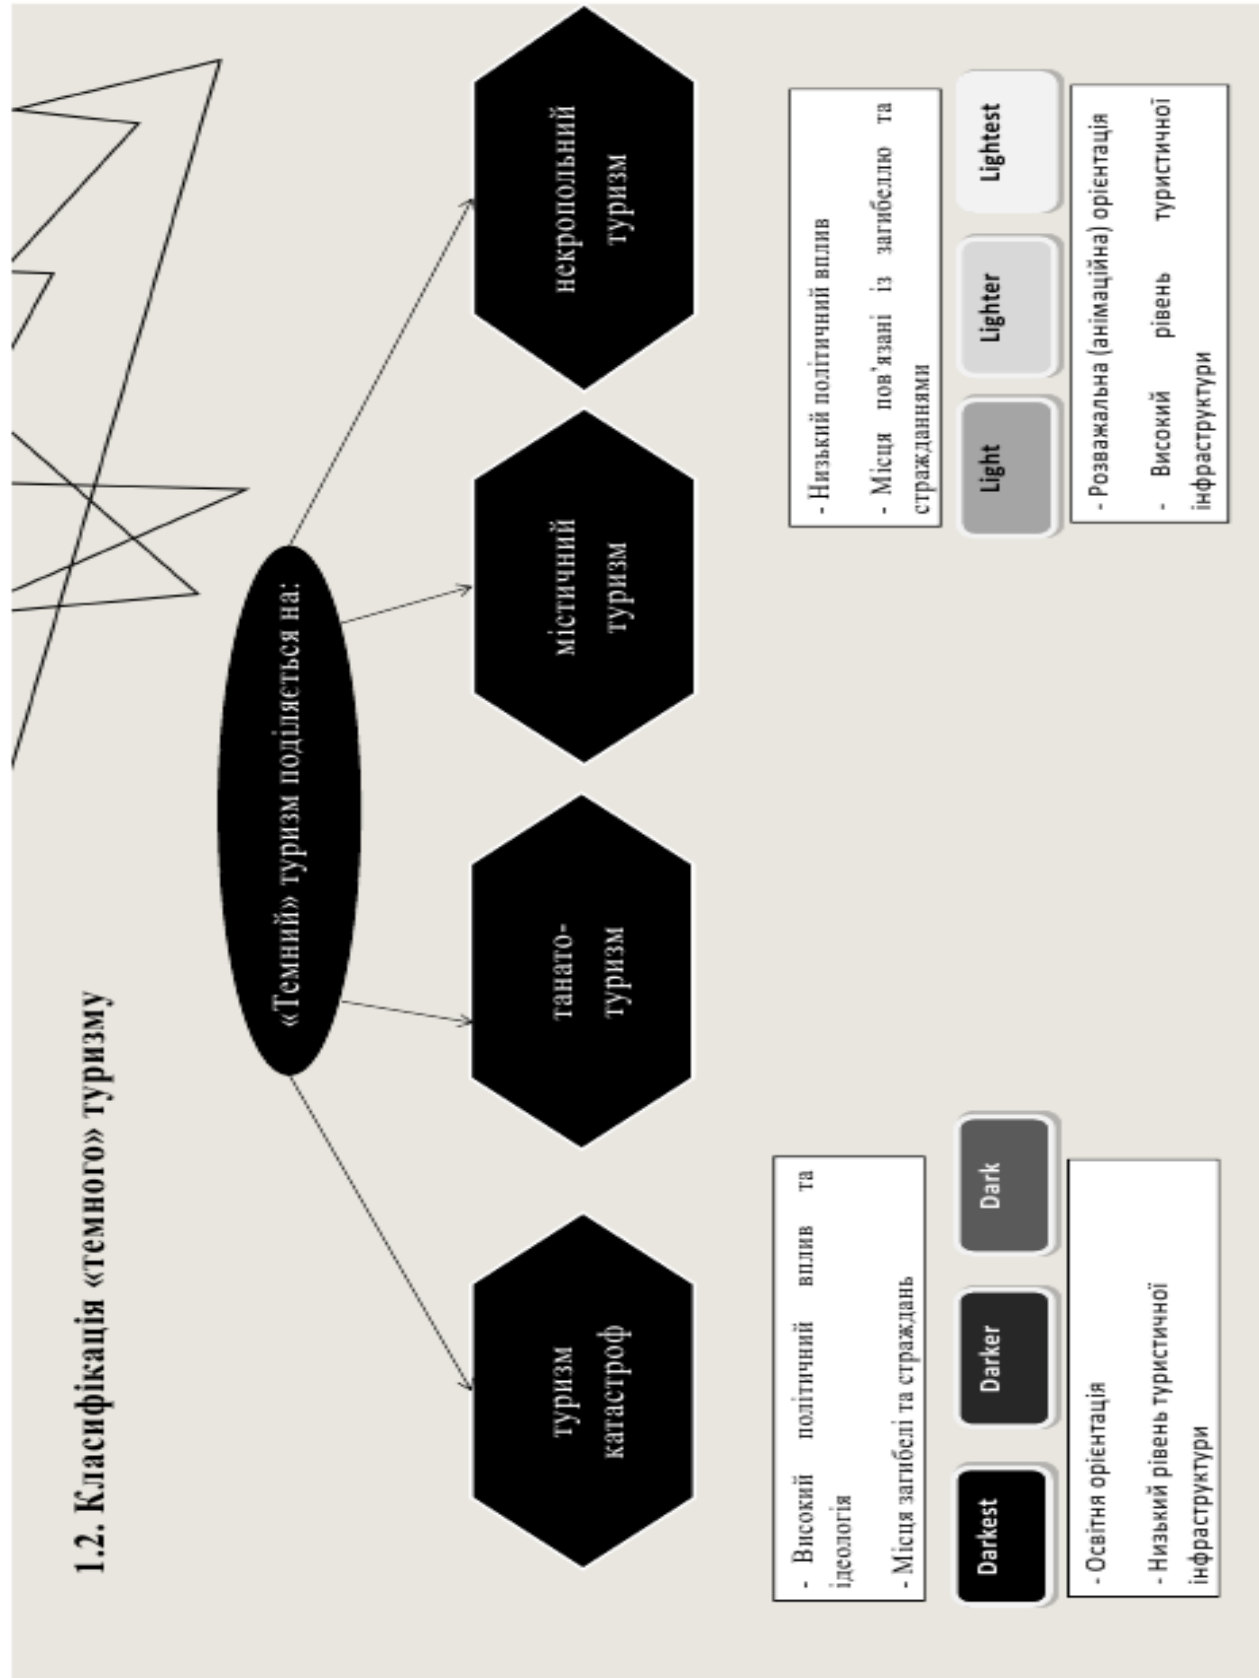 1.2. Класифікація «темного» туризму
«Темний» туризм поділяється на:
туризм
катастроф
танато-
туризм
містичний
туризм
некропольний
туризм
- Високий політичний вплив та
ідеологія
- Місця загибелі та страждань
Darkest
Darker
Dark
- Освітня орієнтація
- Низький рівень туристичної
інфраструктури
- Низький політичний вплив
- Місця пов’язані із загибеллю та
стражданнями
Light
Lighter
Lightest
- Розважальна (анімаційна) орієнтація
- Високий рівень туристичної
інфраструктури